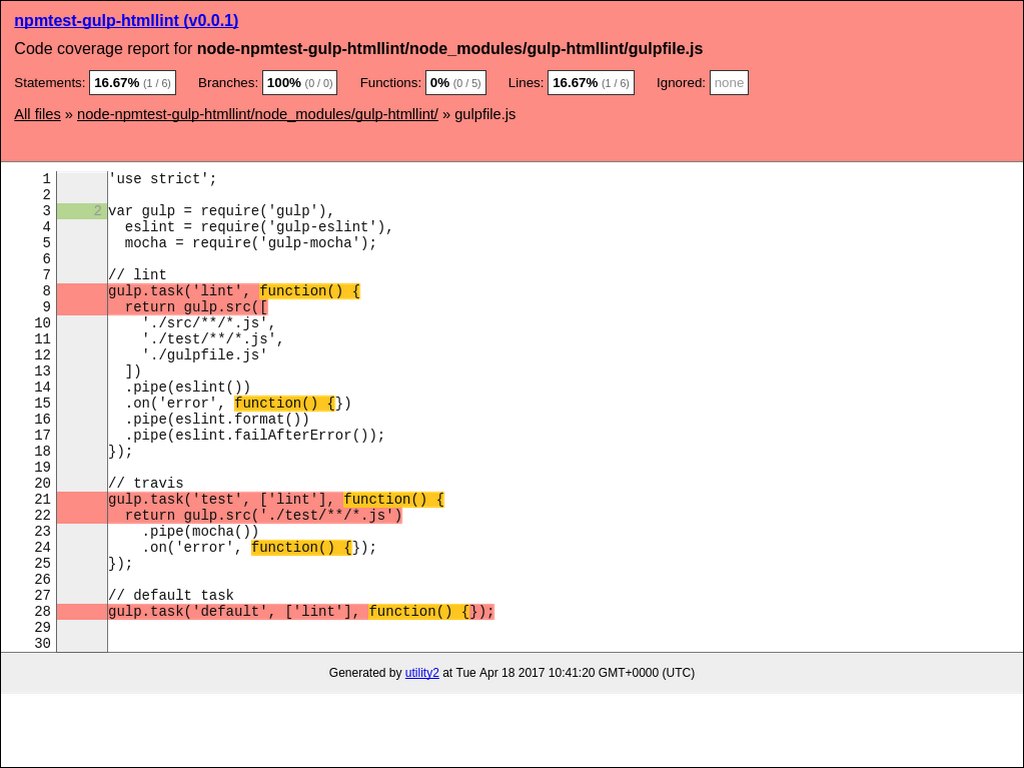 npmtest-gulp-htmllint (v0.0.1)
Code coverage report for node-npmtest-gulp-htmllint/node_modules/gulp-htmllint/gulpfile.js
Statements: 16.67% (1 / 6) Branches: 100% (0 / 0) Functions: 0% (0 / 5) Lines: 16.67% (1 / 6) Ignored: none
All files » node-npmtest-gulp-htmllint/node_modules/gulp-htmllint/ » gulpfile.js
1 'use strict';
2
3 2 var gulp = require('gulp'),
4   eslint = require('gulp-eslint'),
5   mocha = require('gulp-mocha');
6
7 // lint
8 gulp.task('lint', function() {
9   return gulp.src([
10     './src/**/*.js',
11     './test/**/*.js',
12     './gulpfile.js'
13   ])
14   .pipe(eslint())
15   .on('error', function() {})
16   .pipe(eslint.format())
17   .pipe(eslint.failAfterError());
18 });
19
20 // travis
21 gulp.task('test', ['lint'], function() {
22   return gulp.src('./test/**/*.js')
23     .pipe(mocha())
24     .on('error', function() {});
25 });
26
27 // default task
28 gulp.task('default', ['lint'], function() {});
29
30
Generated by utility2 at Tue Apr 18 2017 10:41:20 GMT+0000 (UTC)